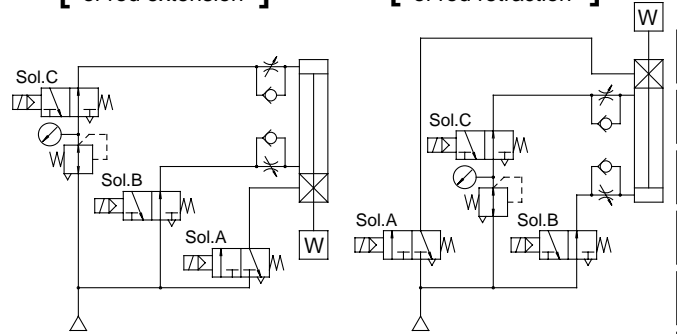 [ of rod extension ]
[ of rod retraction ]
W
Sol.C
Sol.C
Sol.B
Sol.A
Sol.A
Sol.B
W